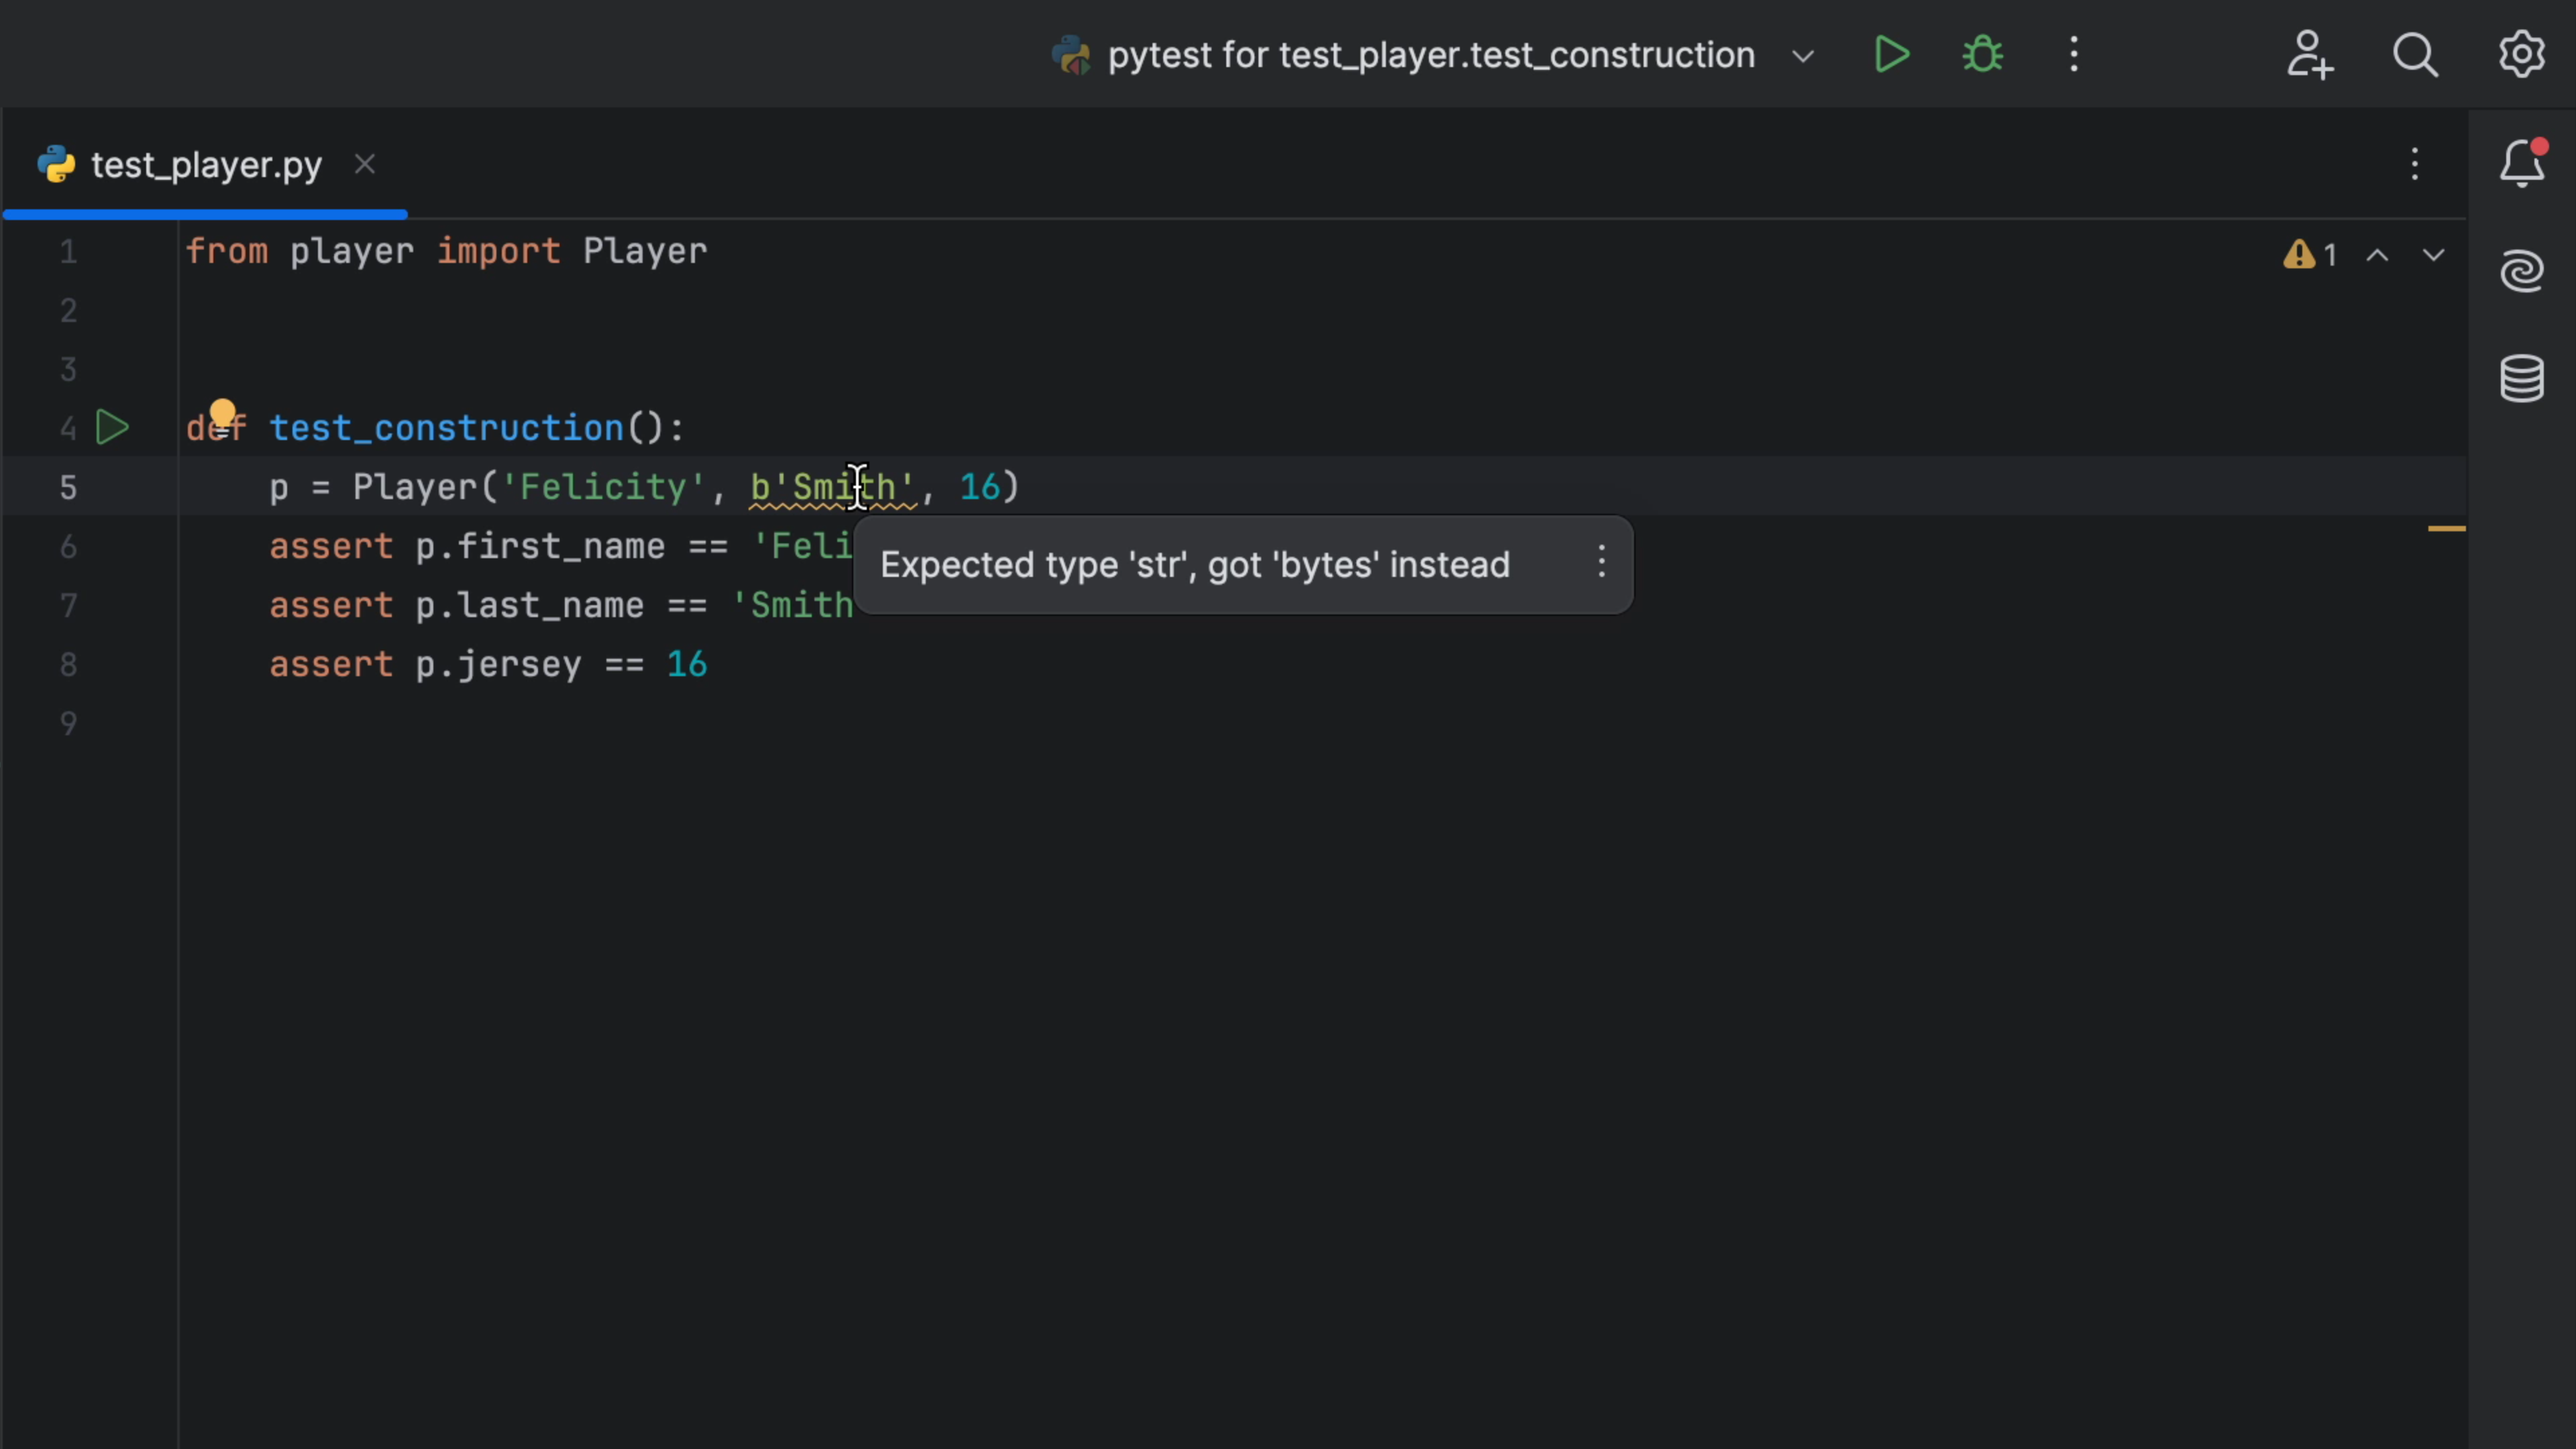 pytest for test_player.test_construction
test_player.py
1 from player import Player
1
2
3
4 def test_construction():
5 p = Player('Felicity', b'Smith', 16)
6 assert p.first_name == 'Feli
Expected type 'str', got 'bytes' instead
7 assert p.last_name == 'Smith
8 assert p.jersey == 16
9